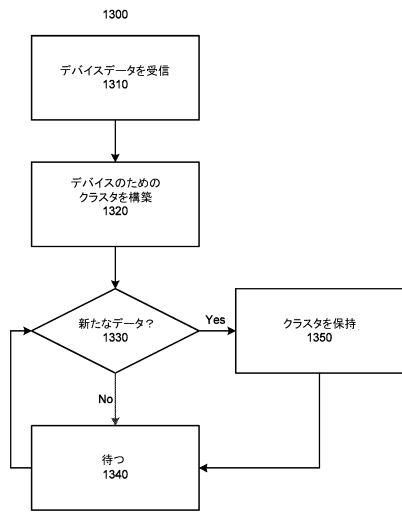 1300
デバイスデータを受信
1310
デバイスのための
クラスタを構築
1320
新たなデータ？
1330
Yes
クラスタを保持
1350
No
待つ
1340